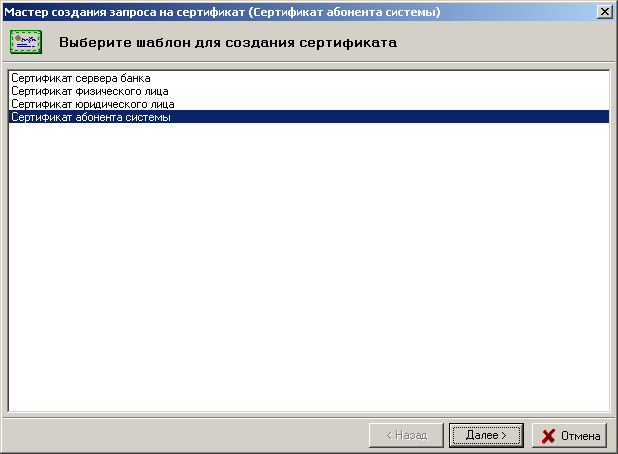 Мастер создания запроса на сертификат (Сертификат абонента системы)
Выберите шаблон для создания сертификата
Сертификат сервера банка
Сертификат физического лица
Сертификат юридического лица
Сертификат абонента системы
< Назад
Далее >
Отмена